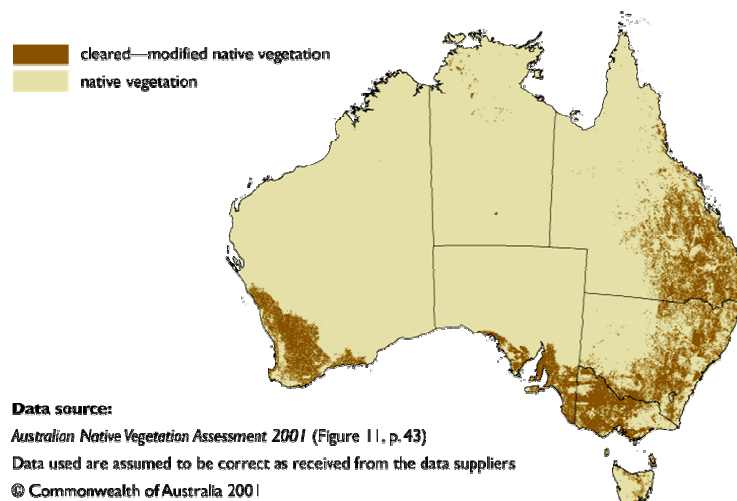 cleared—modified native vegetation
native vegetation
Data source:
Australian Native Vegetation Assessment 2001 (Figure 11, p. 43)
Data used are assumed to be correct as received from the data suppliers
© Commonwealth of Australia 2001